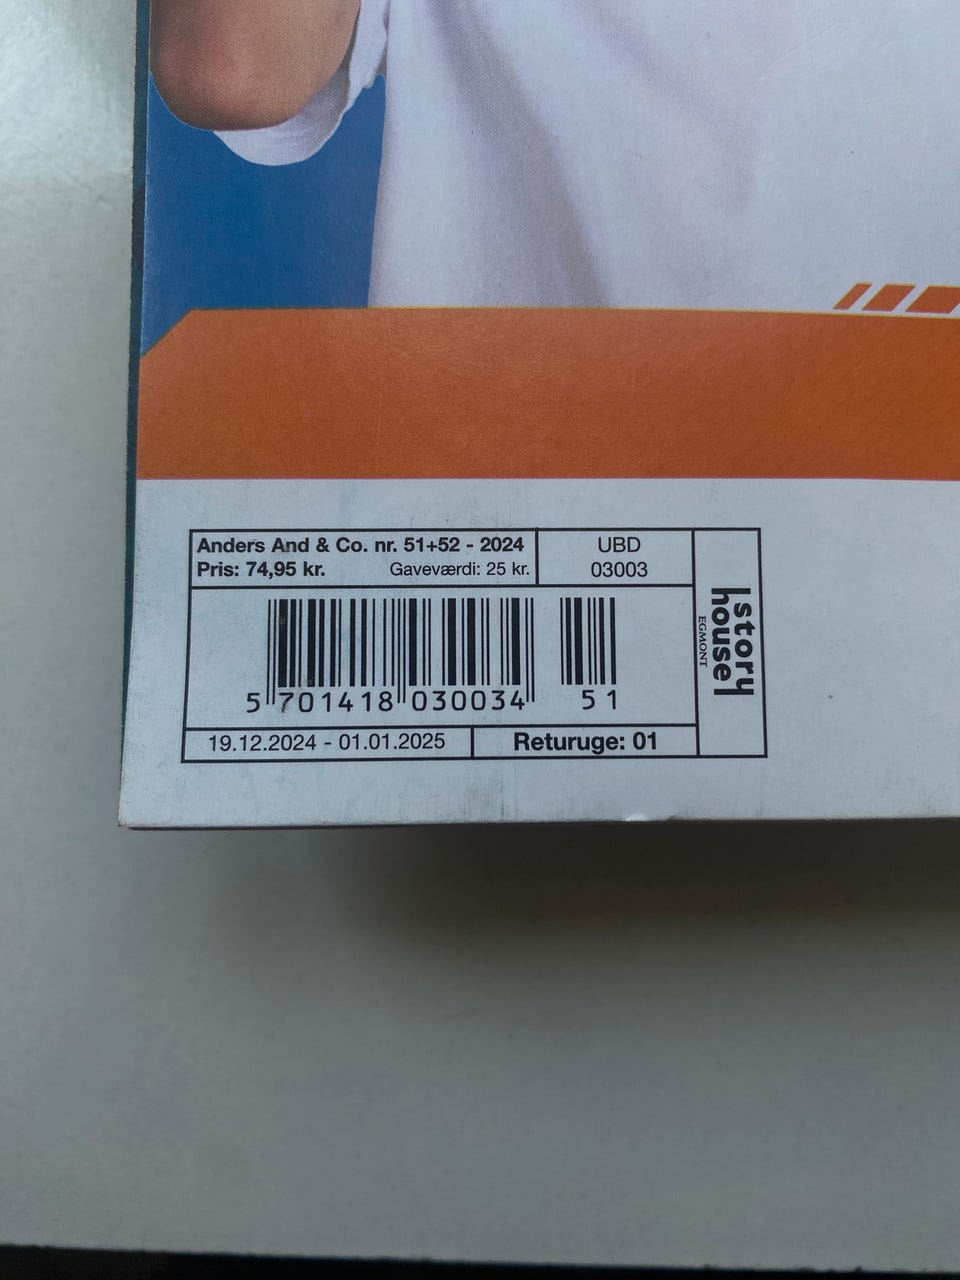 Anders And & Co. nr. 51+52 - 2024
Pris: 74,95 kr. Gaveværdi: 25 kr.
UBD
03003
5 701418 030034 51
19.12.2024 - 01.01.2025
Returuge: 01
story
house
EGMONT